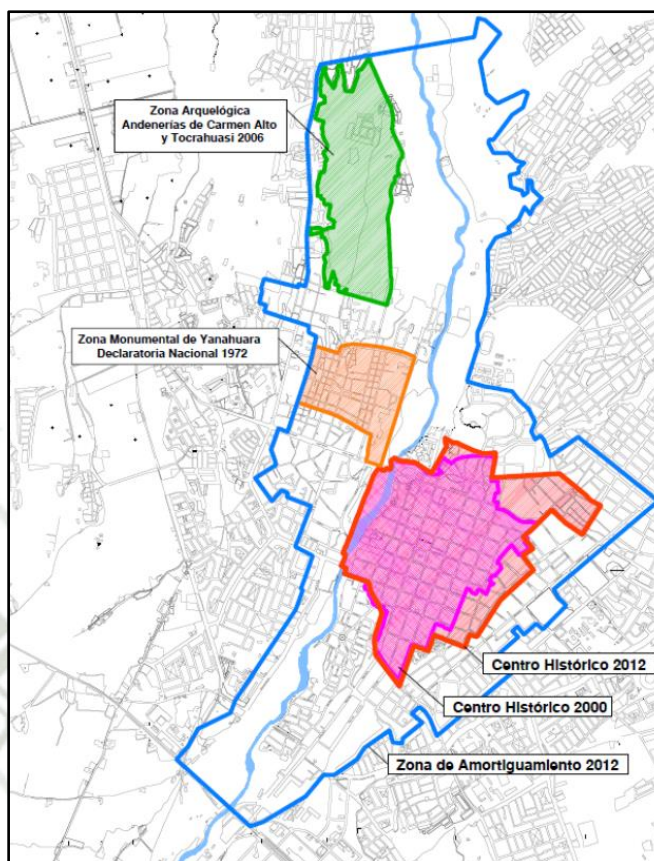 Zona Arquelógica
Andenerías de Carmen Alto
y Tocrahuasi 2006
Zona Monumental de Yanahuara
Declaratoria Nacional 1972
Centro Histórico 2012
Centro Histórico 2000
Zona de Amortiguamiento 2012